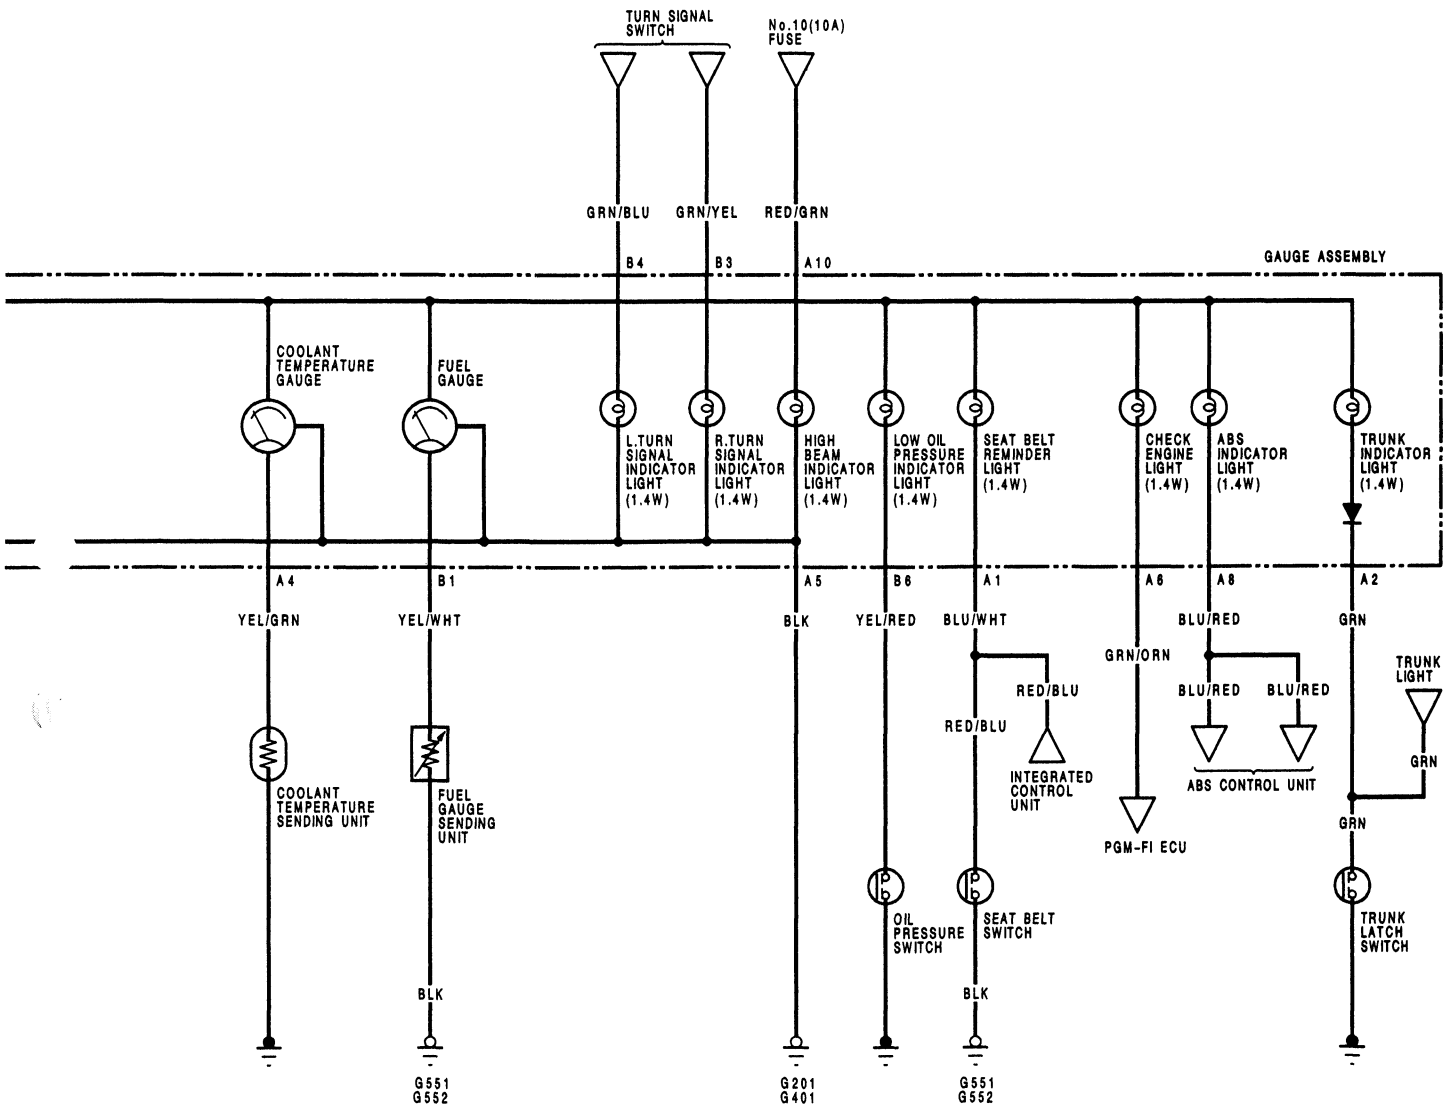 TURN SIGNAL
SWITCH
No.10(10A)
FUSE
GRN/BLU
GRN/YEL
RED/GRN
B4
B3
A10
GAUGE ASSEMBLY
COOLANT
TEMPERATURE
GAUGE
FUEL
GAUGE
L.TURN
SIGNAL
INDICATOR
LIGHT
(1.4W)
R.TURN
SIGNAL
INDICATOR
LIGHT
(1.4W)
HIGH
BEAM
INDICATOR
LIGHT
(1.4W)
LOW OIL
PRESSURE
INDICATOR
LIGHT
(1.4W)
SEAT BELT
REMINDER
LIGHT
(1.4W)
CHECK
ENGINE
LIGHT
(1.4W)
ABS
INDICATOR
LIGHT
(1.4W)
TRUNK
INDICATOR
LIGHT
(1.4W)
A4
B1
A5
B6
A1
A6
A8
A2
YEL/GRN
YEL/WHT
BLK
YEL/RED
BLU/WHT
BLU/RED
GRN
GRN/ORN
TRUNK
LIGHT
RED/BLU
BLU/RED
BLU/RED
RED/BLU
GRN
INTEGRATED
CONTROL
UNIT
ABS CONTROL UNIT
COOLANT
TEMPERATURE
SENDING UNIT
FUEL
GAUGE
SENDING
UNIT
GRN
PGM-FI ECU
OIL
PRESSURE
SWITCH
SEAT BELT
SWITCH
TRUNK
LATCH
SWITCH
BLK
BLK
G551
G552
G201
G401
G551
G552